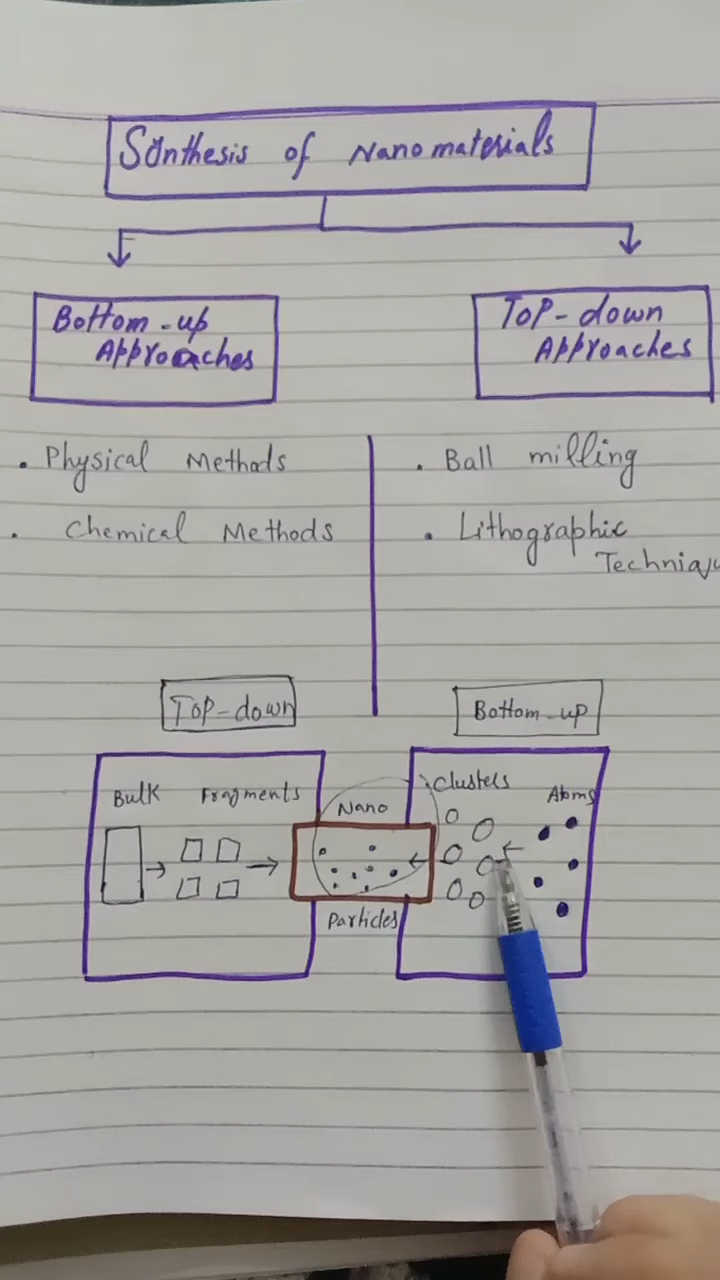 Synthesis of Nanomaterials
Bottom-up
Approaches
Top-down
Approaches
. Physical Methods
. Chemical Methods
. Ball milling
. Lithographic
Techniqu
Top-down
Bottom-up
Bulk Fragments
Nano
Particles
Clusters
Atoms